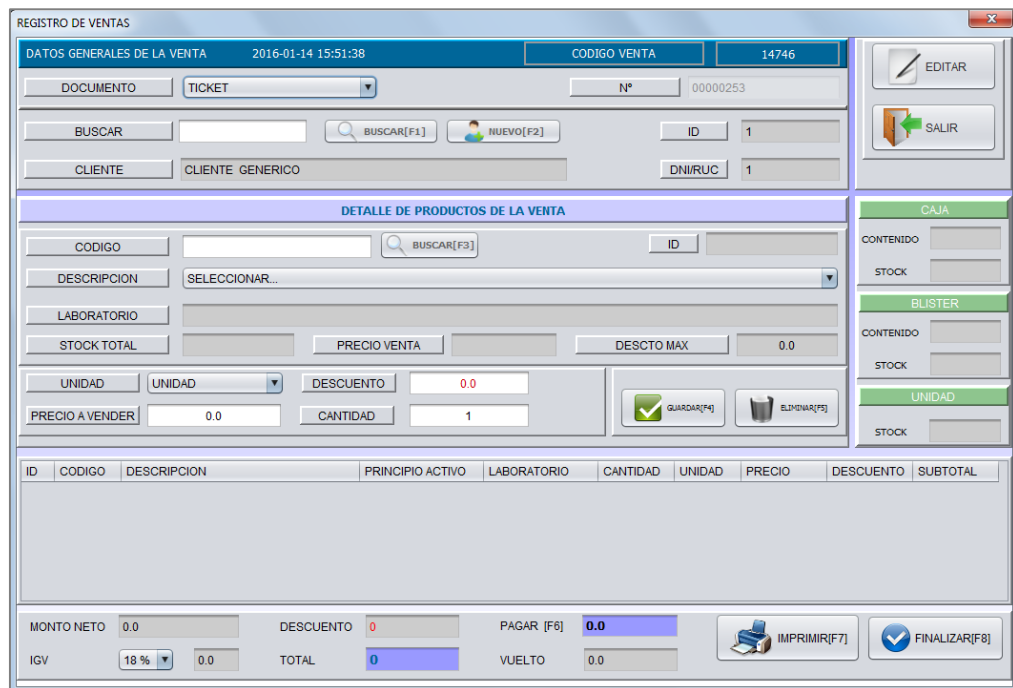 REGISTRO DE VENTAS
DATOS GENERALES DE LA VENTA 2016-01-14 15:51:38 CODIGO VENTA 14746
DOCUMENTO TICKET Nº 00000253
BUSCAR BUSCAR[F1] NUEVO[F2] ID 1
CLIENTE CLIENTE GENERICO DNI/RUC 1
EDITAR
SALIR
DETALLE DE PRODUCTOS DE LA VENTA
CODIGO BUSCAR[F3] ID
DESCRIPCION SELECCIONAR...
LABORATORIO
STOCK TOTAL PRECIO VENTA DESCTO MAX 0.0
UNIDAD UNIDAD DESCUENTO 0.0
PRECIO A VENDER 0.0 CANTIDAD 1
GUARDAR[F4] ELIMINAR[F5]
CAJA
CONTENIDO
STOCK
BLISTER
CONTENIDO
STOCK
UNIDAD
STOCK
ID CODIGO DESCRIPCION PRINCIPIO ACTIVO LABORATORIO CANTIDAD UNIDAD PRECIO DESCUENTO SUBTOTAL
MONTO NETO 0.0 DESCUENTO 0 PAGAR [F6] 0.0
IGV 18 % 0.0 TOTAL 0 VUELTO 0.0
IMPRIMIR[F7] FINALIZAR[F8]